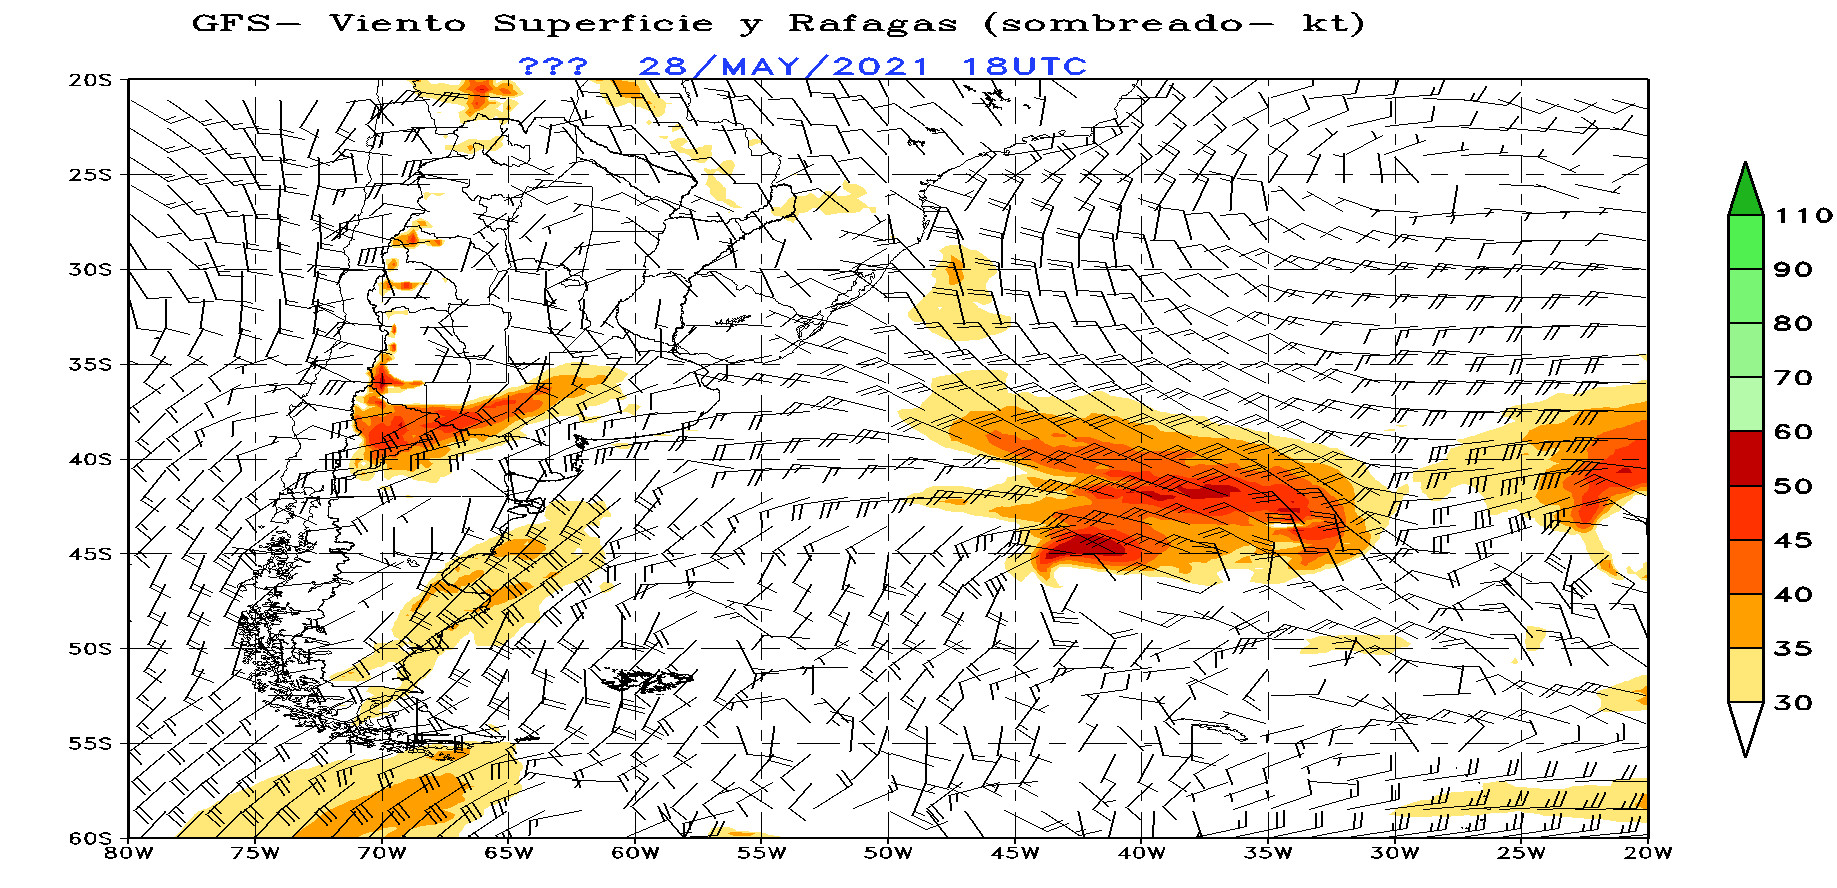 GFS− Viento Superficie y Rafagas (sombreado− kt)
??? 28/MAY/2021 18UTC
20S
25S
30S
35S
40S
45S
50S
55S
60S
80W 75W 70W 65W 60W 55W 50W 45W 40W 35W 30W 25W 20W
110
90
80
70
60
50
45
40
35
30